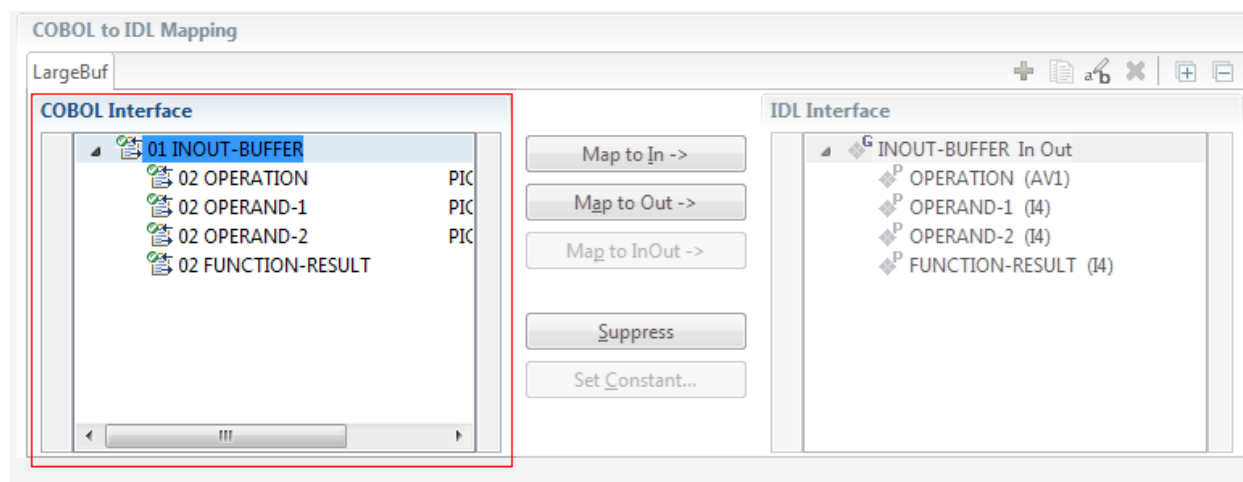 COBOL to IDL Mapping
LargeBuf
COBOL Interface
01 INOUT-BUFFER
02 OPERATION PIC
02 OPERAND-1 PIC
02 OPERAND-2 PIC
02 FUNCTION-RESULT
Map to In ->
Map to Out ->
Map to InOut ->
Suppress
Set Constant...
IDL Interface
G INOUT-BUFFER In Out
P OPERATION (AV1)
P OPERAND-1 (I4)
P OPERAND-2 (I4)
P FUNCTION-RESULT (I4)